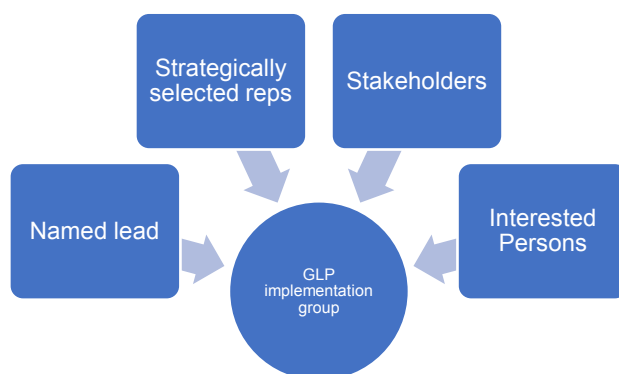 Strategically
selected reps
Stakeholders
Named lead
Interested
Persons
GLP
implementation
group